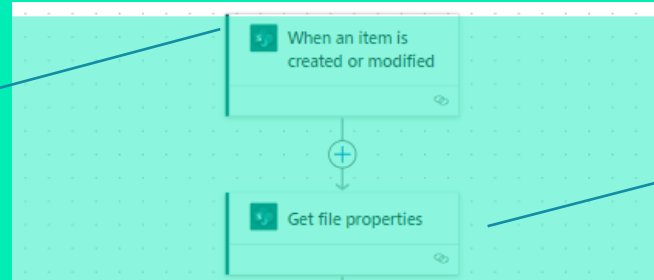 When an item is
created or modified
Get file properties